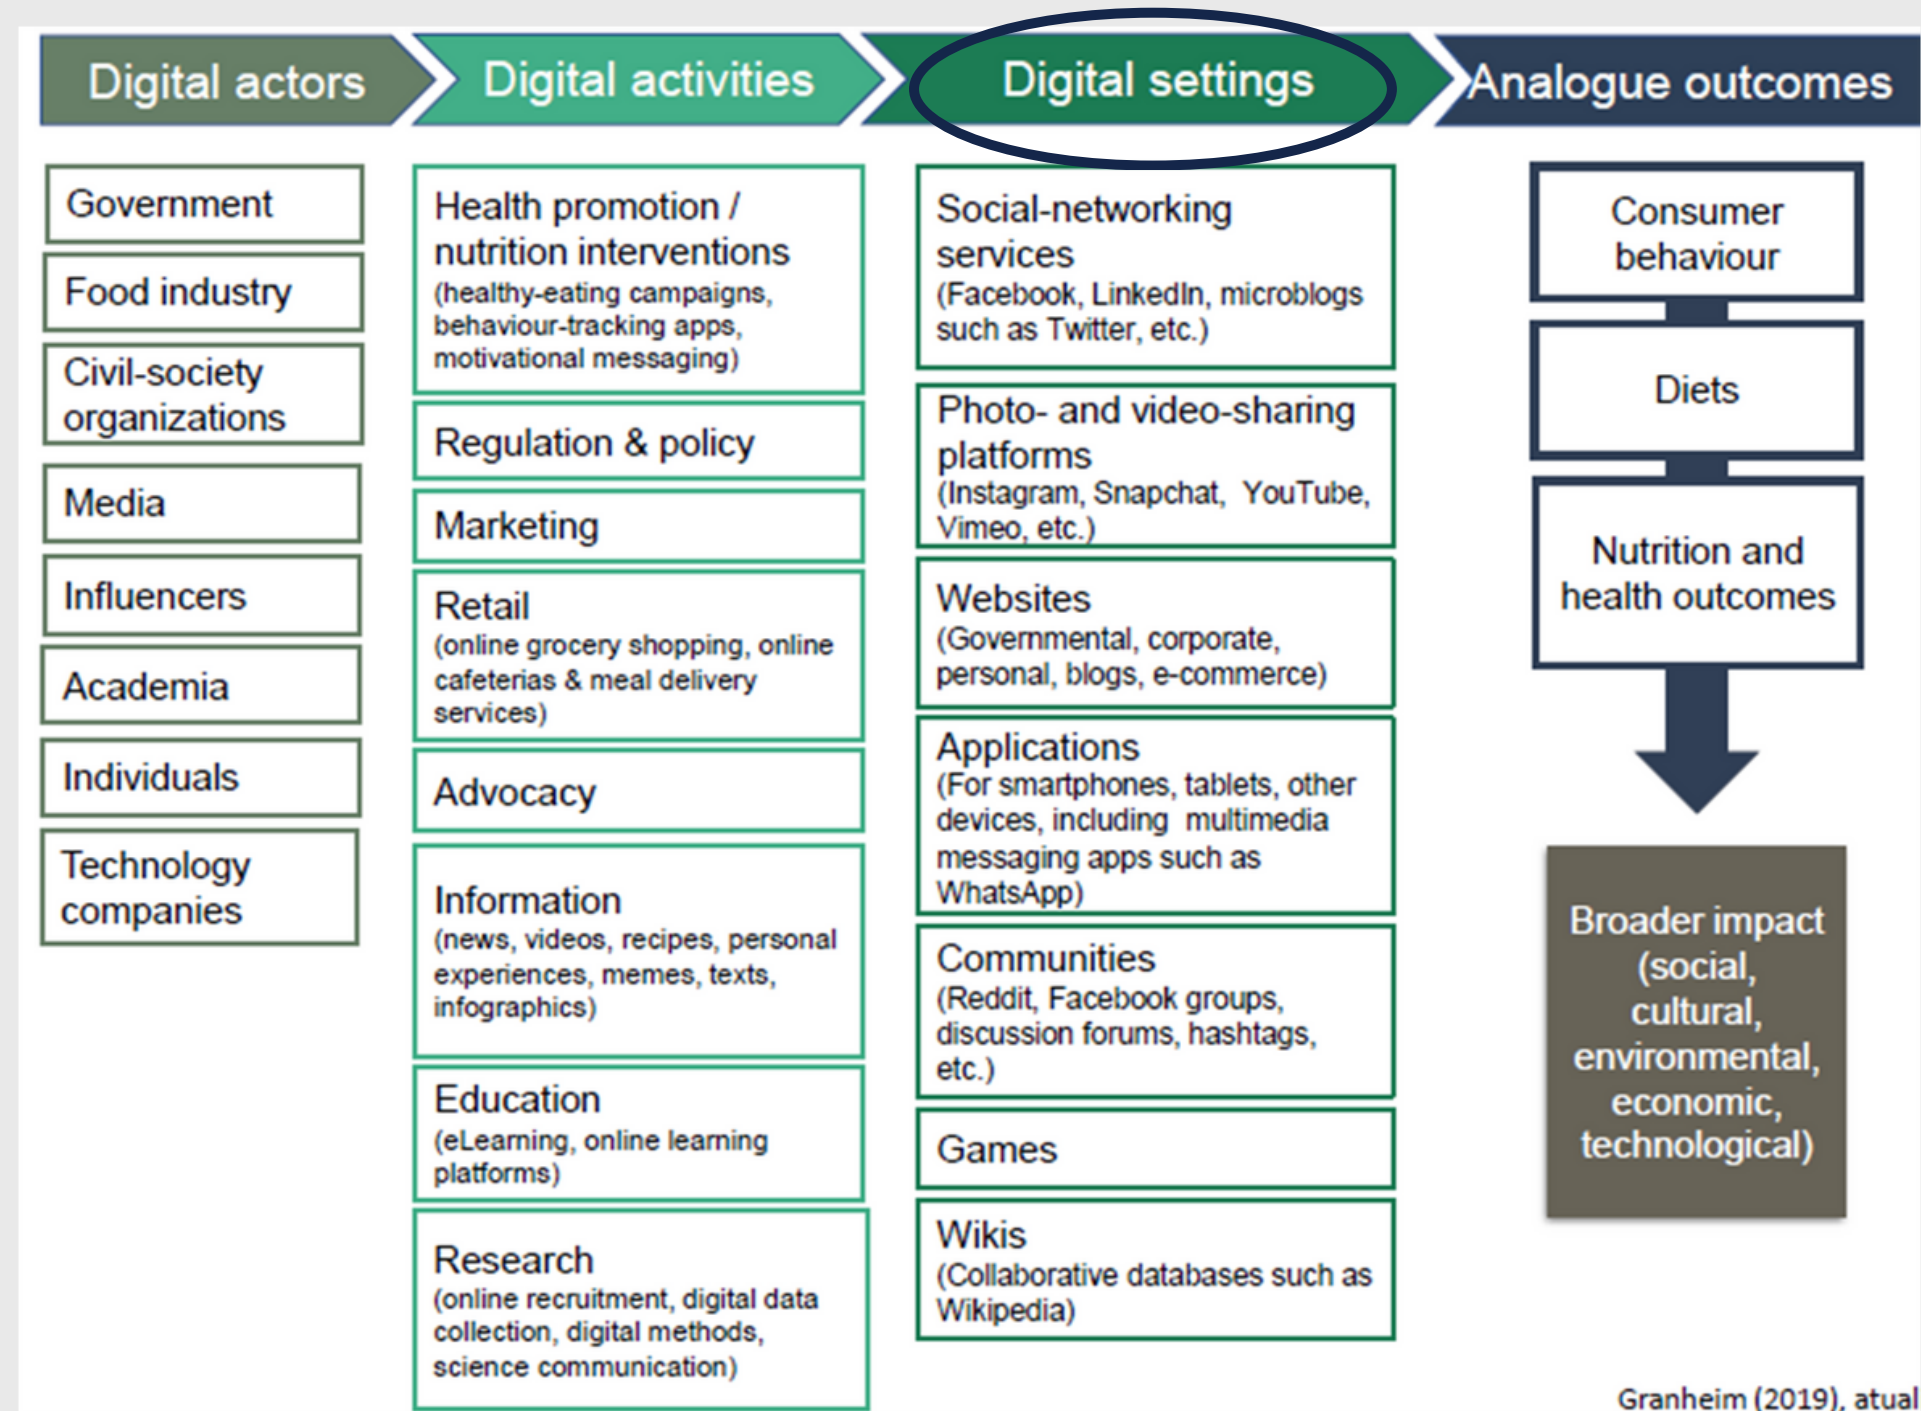 Digital actors
Digital activities
Digital settings
Analogue outcomes
Government
Food industry
Civil-society
organizations
Media
Influencers
Academia
Individuals
Technology
companies
Health promotion /
nutrition interventions
(healthy-eating campaigns,
behaviour-tracking apps,
motivational messaging)
Regulation & policy
Marketing
Retail
(online grocery shopping, online
cafeterias & meal delivery
services)
Advocacy
Information
(news, videos, recipes, personal
experiences, memes, texts,
infographics)
Education
(eLearning, online learning
platforms)
Research
(online recruitment, digital data
collection, digital methods,
science communication)
Social-networking
services
(Facebook, LinkedIn, microblogs
such as Twitter, etc.)
Photo- and video-sharing
platforms
(Instagram, Snapchat, YouTube,
Vimeo, etc.)
Websites
(Governmental, corporate,
personal, blogs, e-commerce)
Applications
(For smartphones, tablets, other
devices, including multimedia
messaging apps such as
WhatsApp)
Communities
(Reddit, Facebook groups,
discussion forums, hashtags,
etc.)
Games
Wikis
(Collaborative databases such as
Wikipedia)
Consumer
behaviour
Diets
Nutrition and
health outcomes
Broader impact
(social,
cultural,
environmental,
economic,
technological)
Granheim (2019), atual